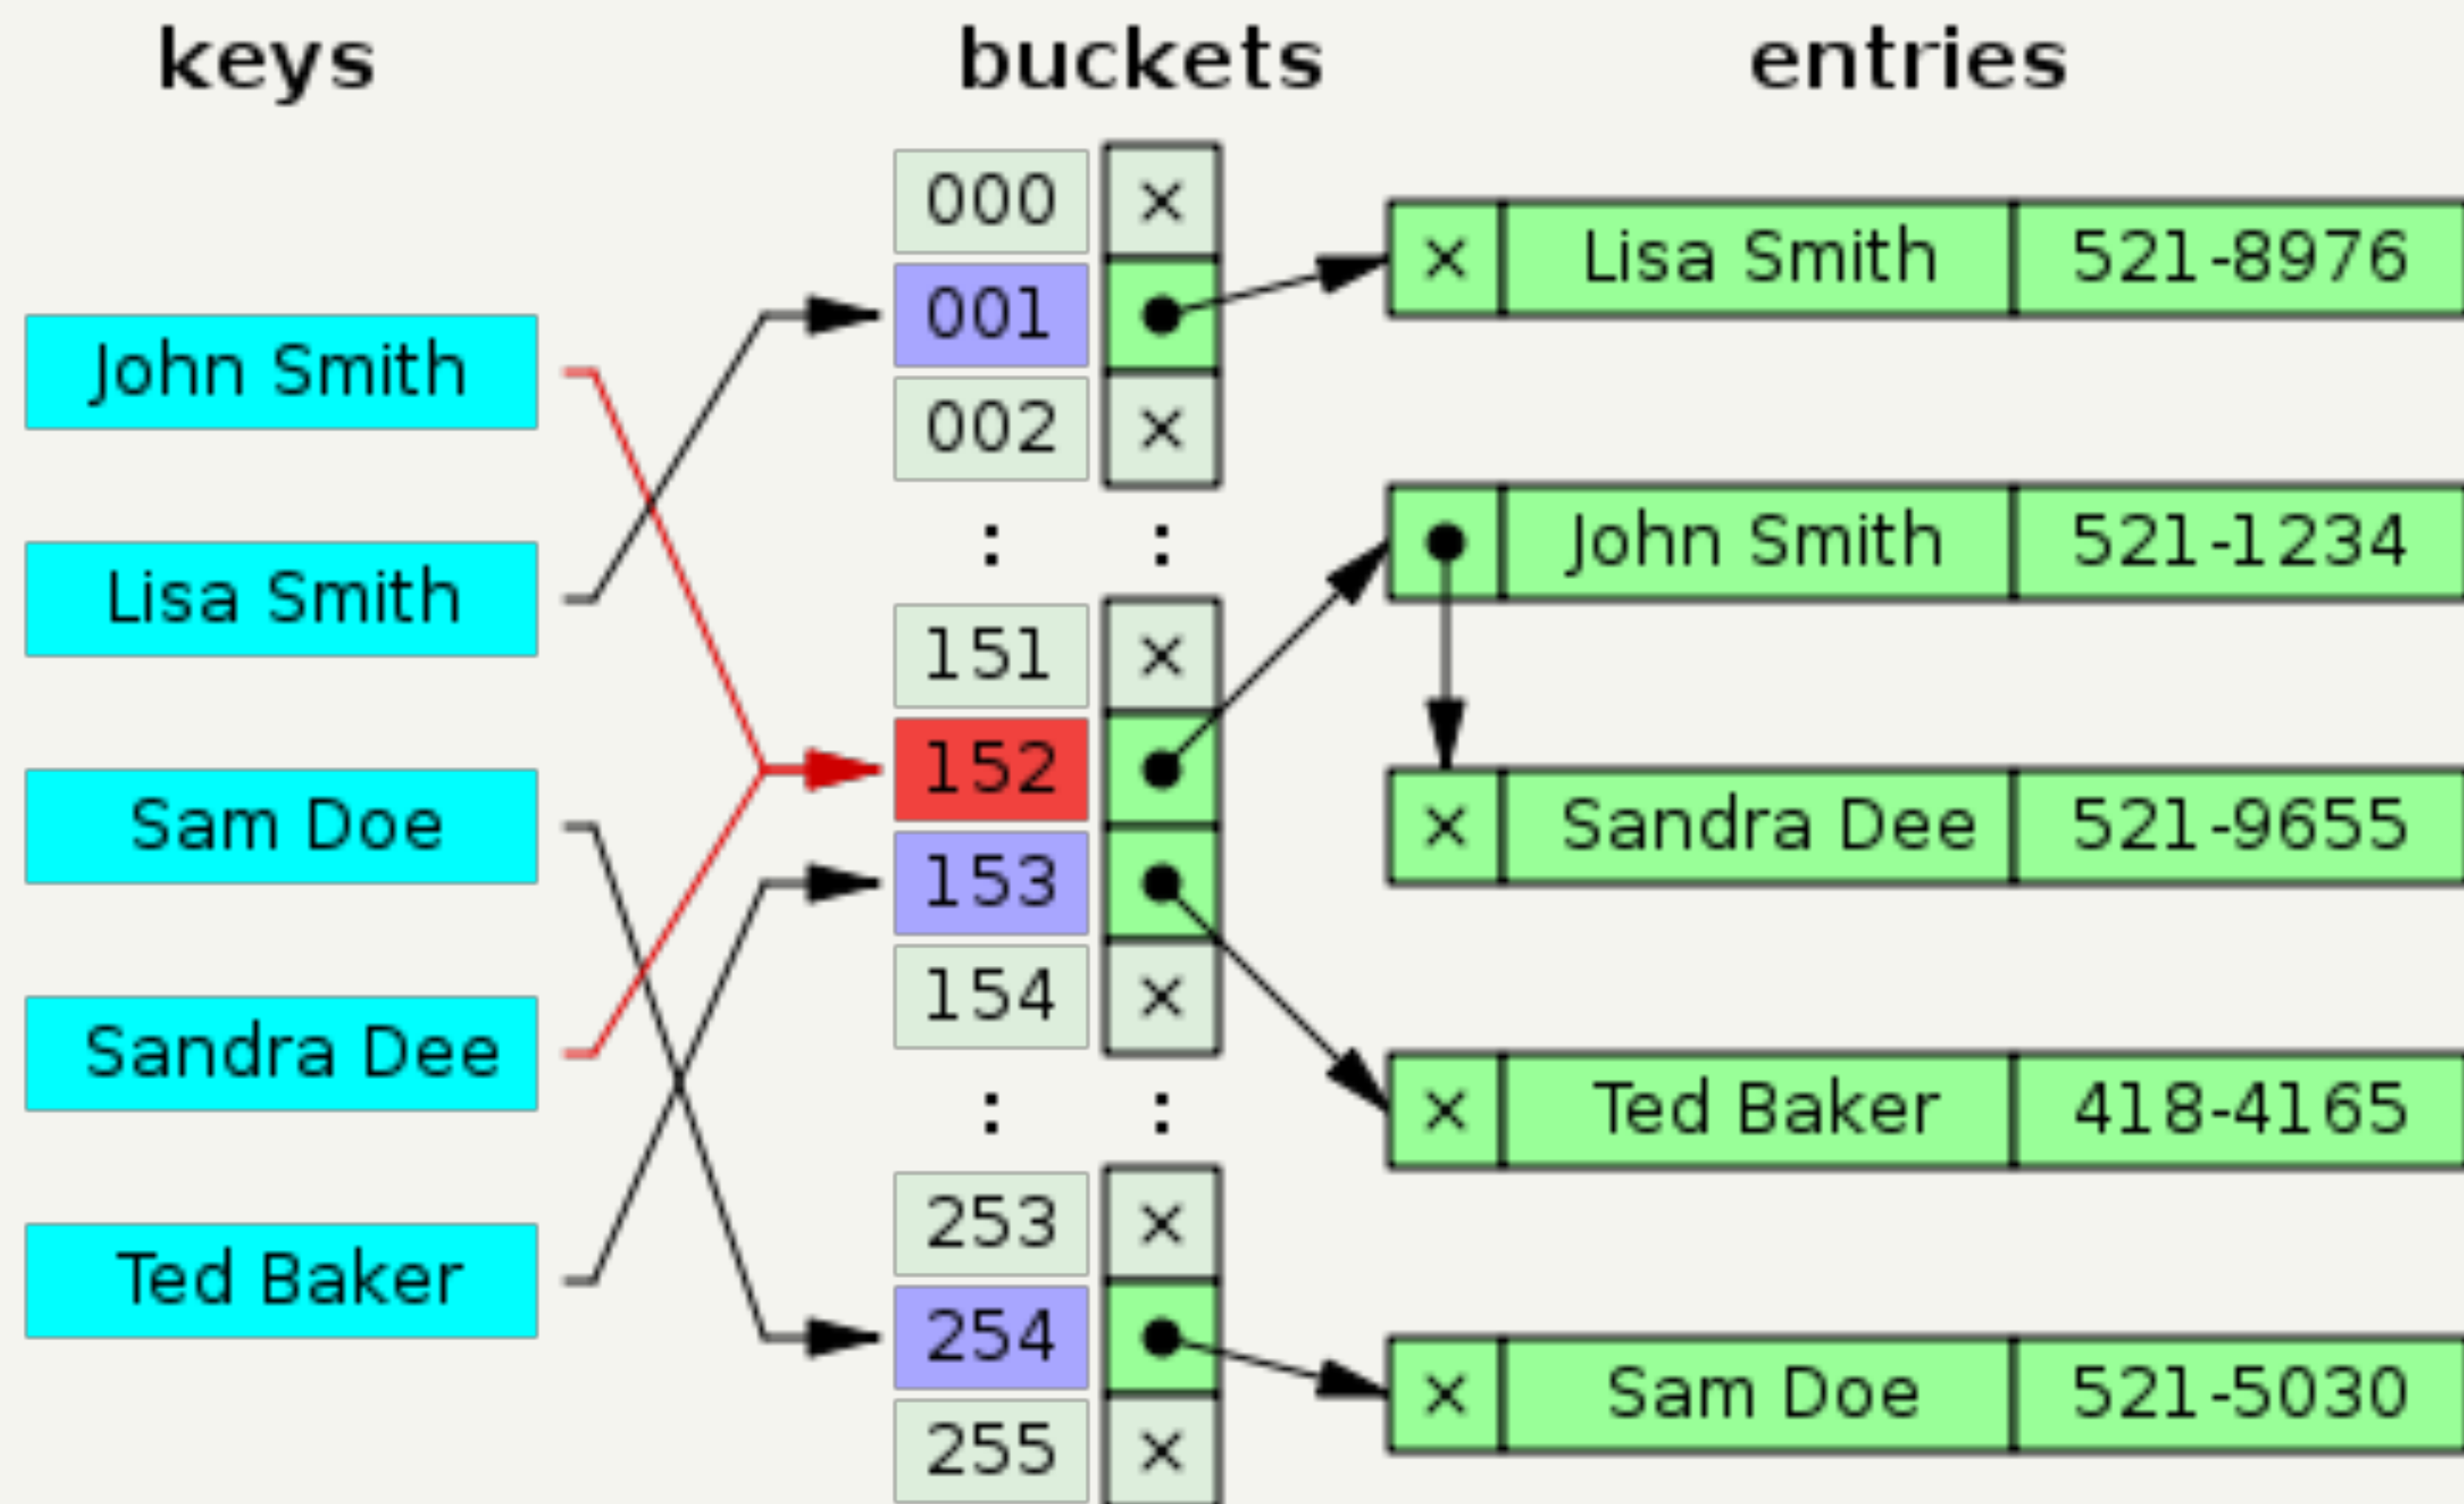 keys
buckets
entries
John Smith
Lisa Smith
Sam Doe
Sandra Dee
Ted Baker
000
001
002
:
151
152
153
154
:
253
254
255
×
×
:
×
×
:
×
×
× Lisa Smith 521-8976
John Smith 521-1234
× Sandra Dee 521-9655
× Ted Baker 418-4165
× Sam Doe 521-5030